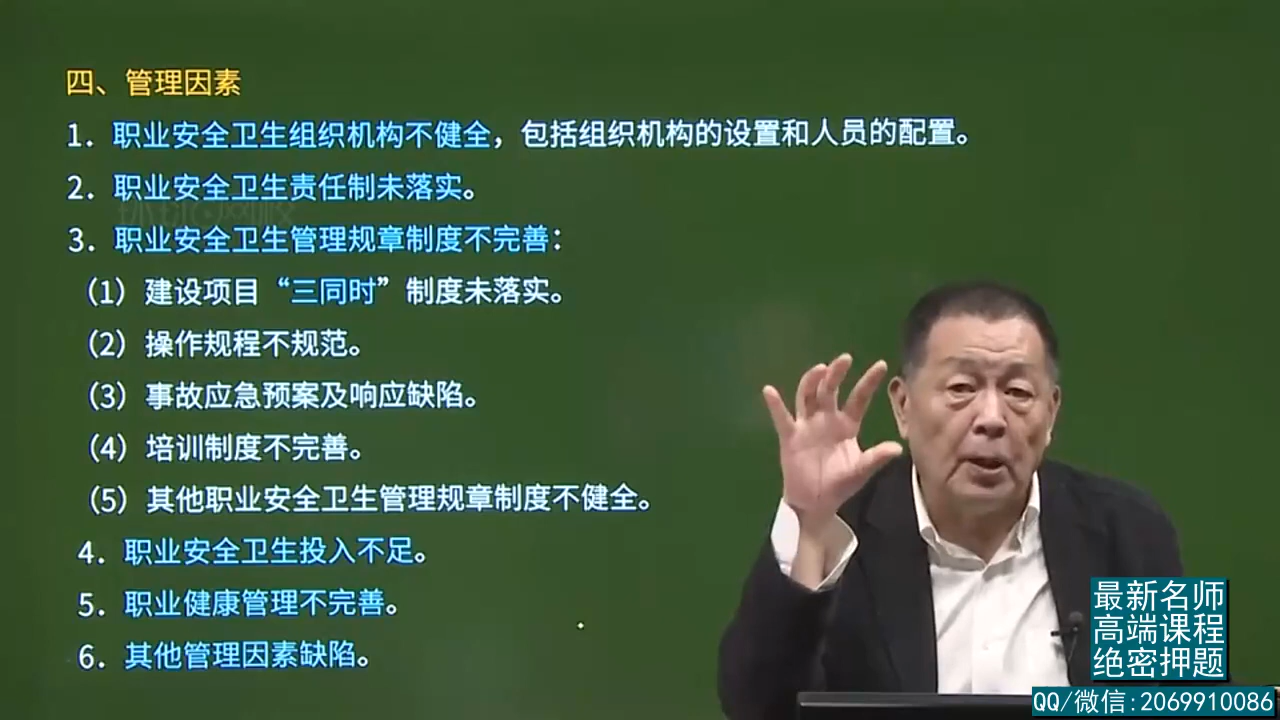 四、管理因素
1．职业安全卫生组织机构不健全，包括组织机构的设置和人员的配置。
2．职业安全卫生责任制未落实。
3．职业安全卫生管理规章制度不完善：
（1）建设项目“三同时”制度未落实。
（2）操作规程不规范。
（3）事故应急预案及响应缺陷。
（4）培训制度不完善。
（5）其他职业安全卫生管理规章制度不健全。
4．职业安全卫生投入不足。
5．职业健康管理不完善。
6．其他管理因素缺陷。
最新名师
高端课程
绝密押题
QQ/微信:2069910086